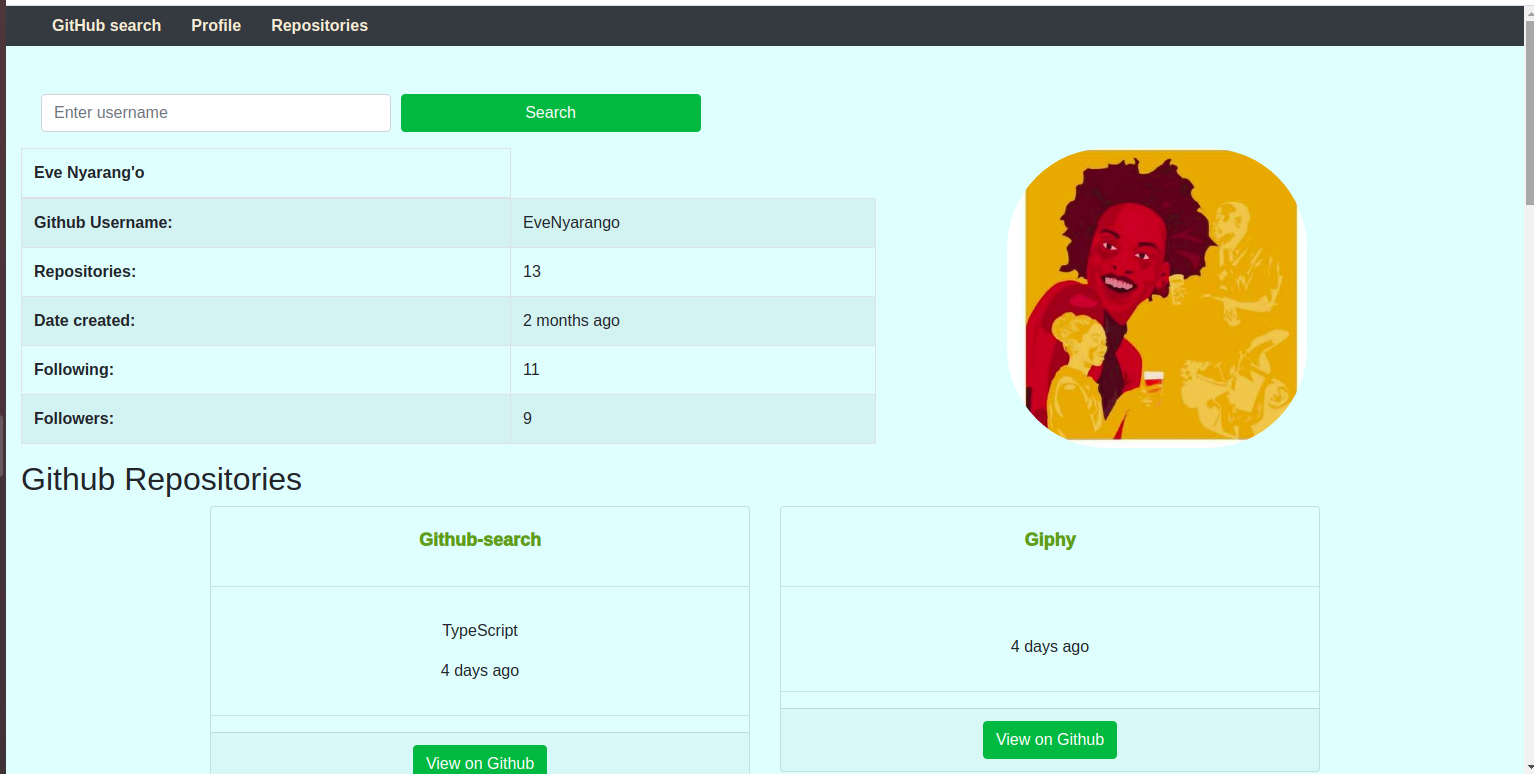 GitHub search Profile Repositories
Enter username Search
Eve Nyarang'o
Github Username: EveNyarango
Repositories: 13
Date created: 2 months ago
Following: 11
Followers: 9
Github Repositories
Github-search Giphy
TypeScript
4 days ago
4 days ago
View on Github
View on Github